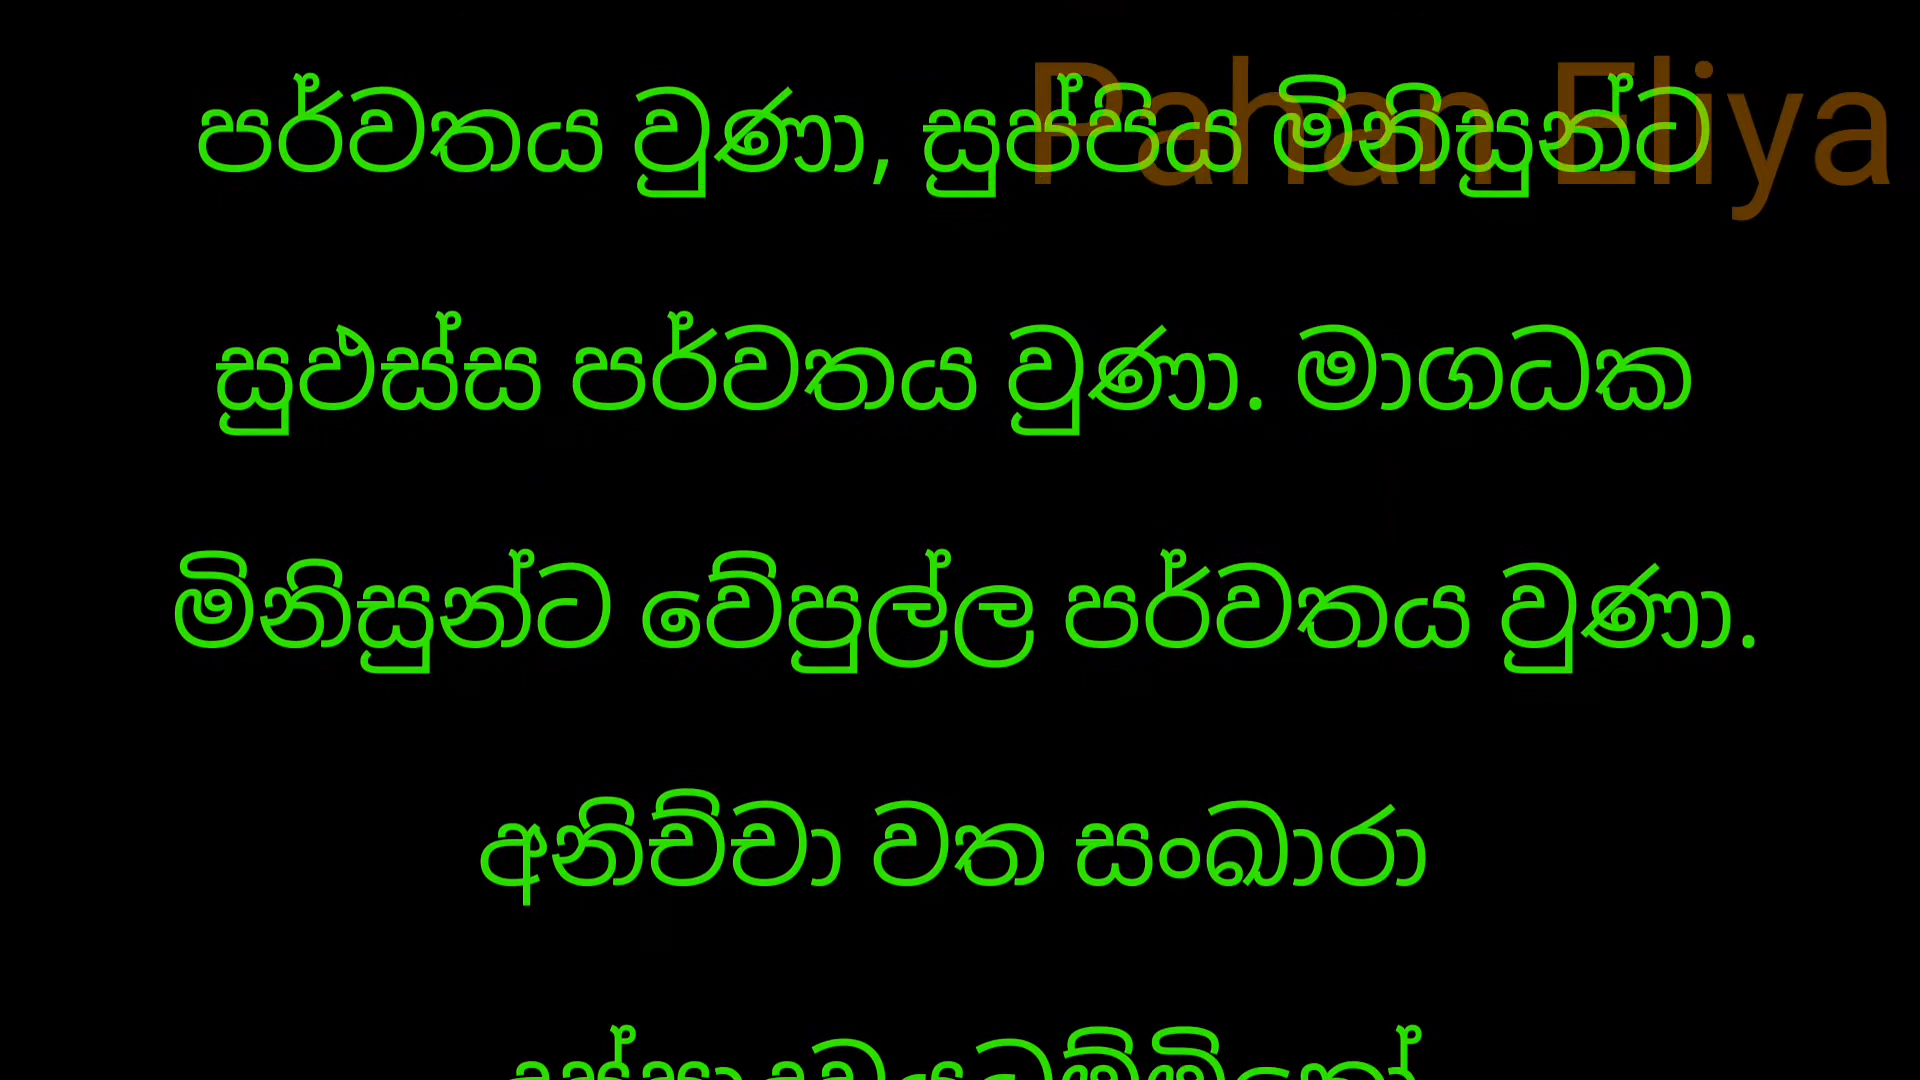 Pahan Eliya
පර්වතය වුණා, සුප්පිය මිනිසුන්ට
සුඵස්ස පර්වතය වුණා. මාගධක
මිනිසුන්ට වේපුල්ල පර්වතය වුණා.
අනිච්චා වත සංඛාරා